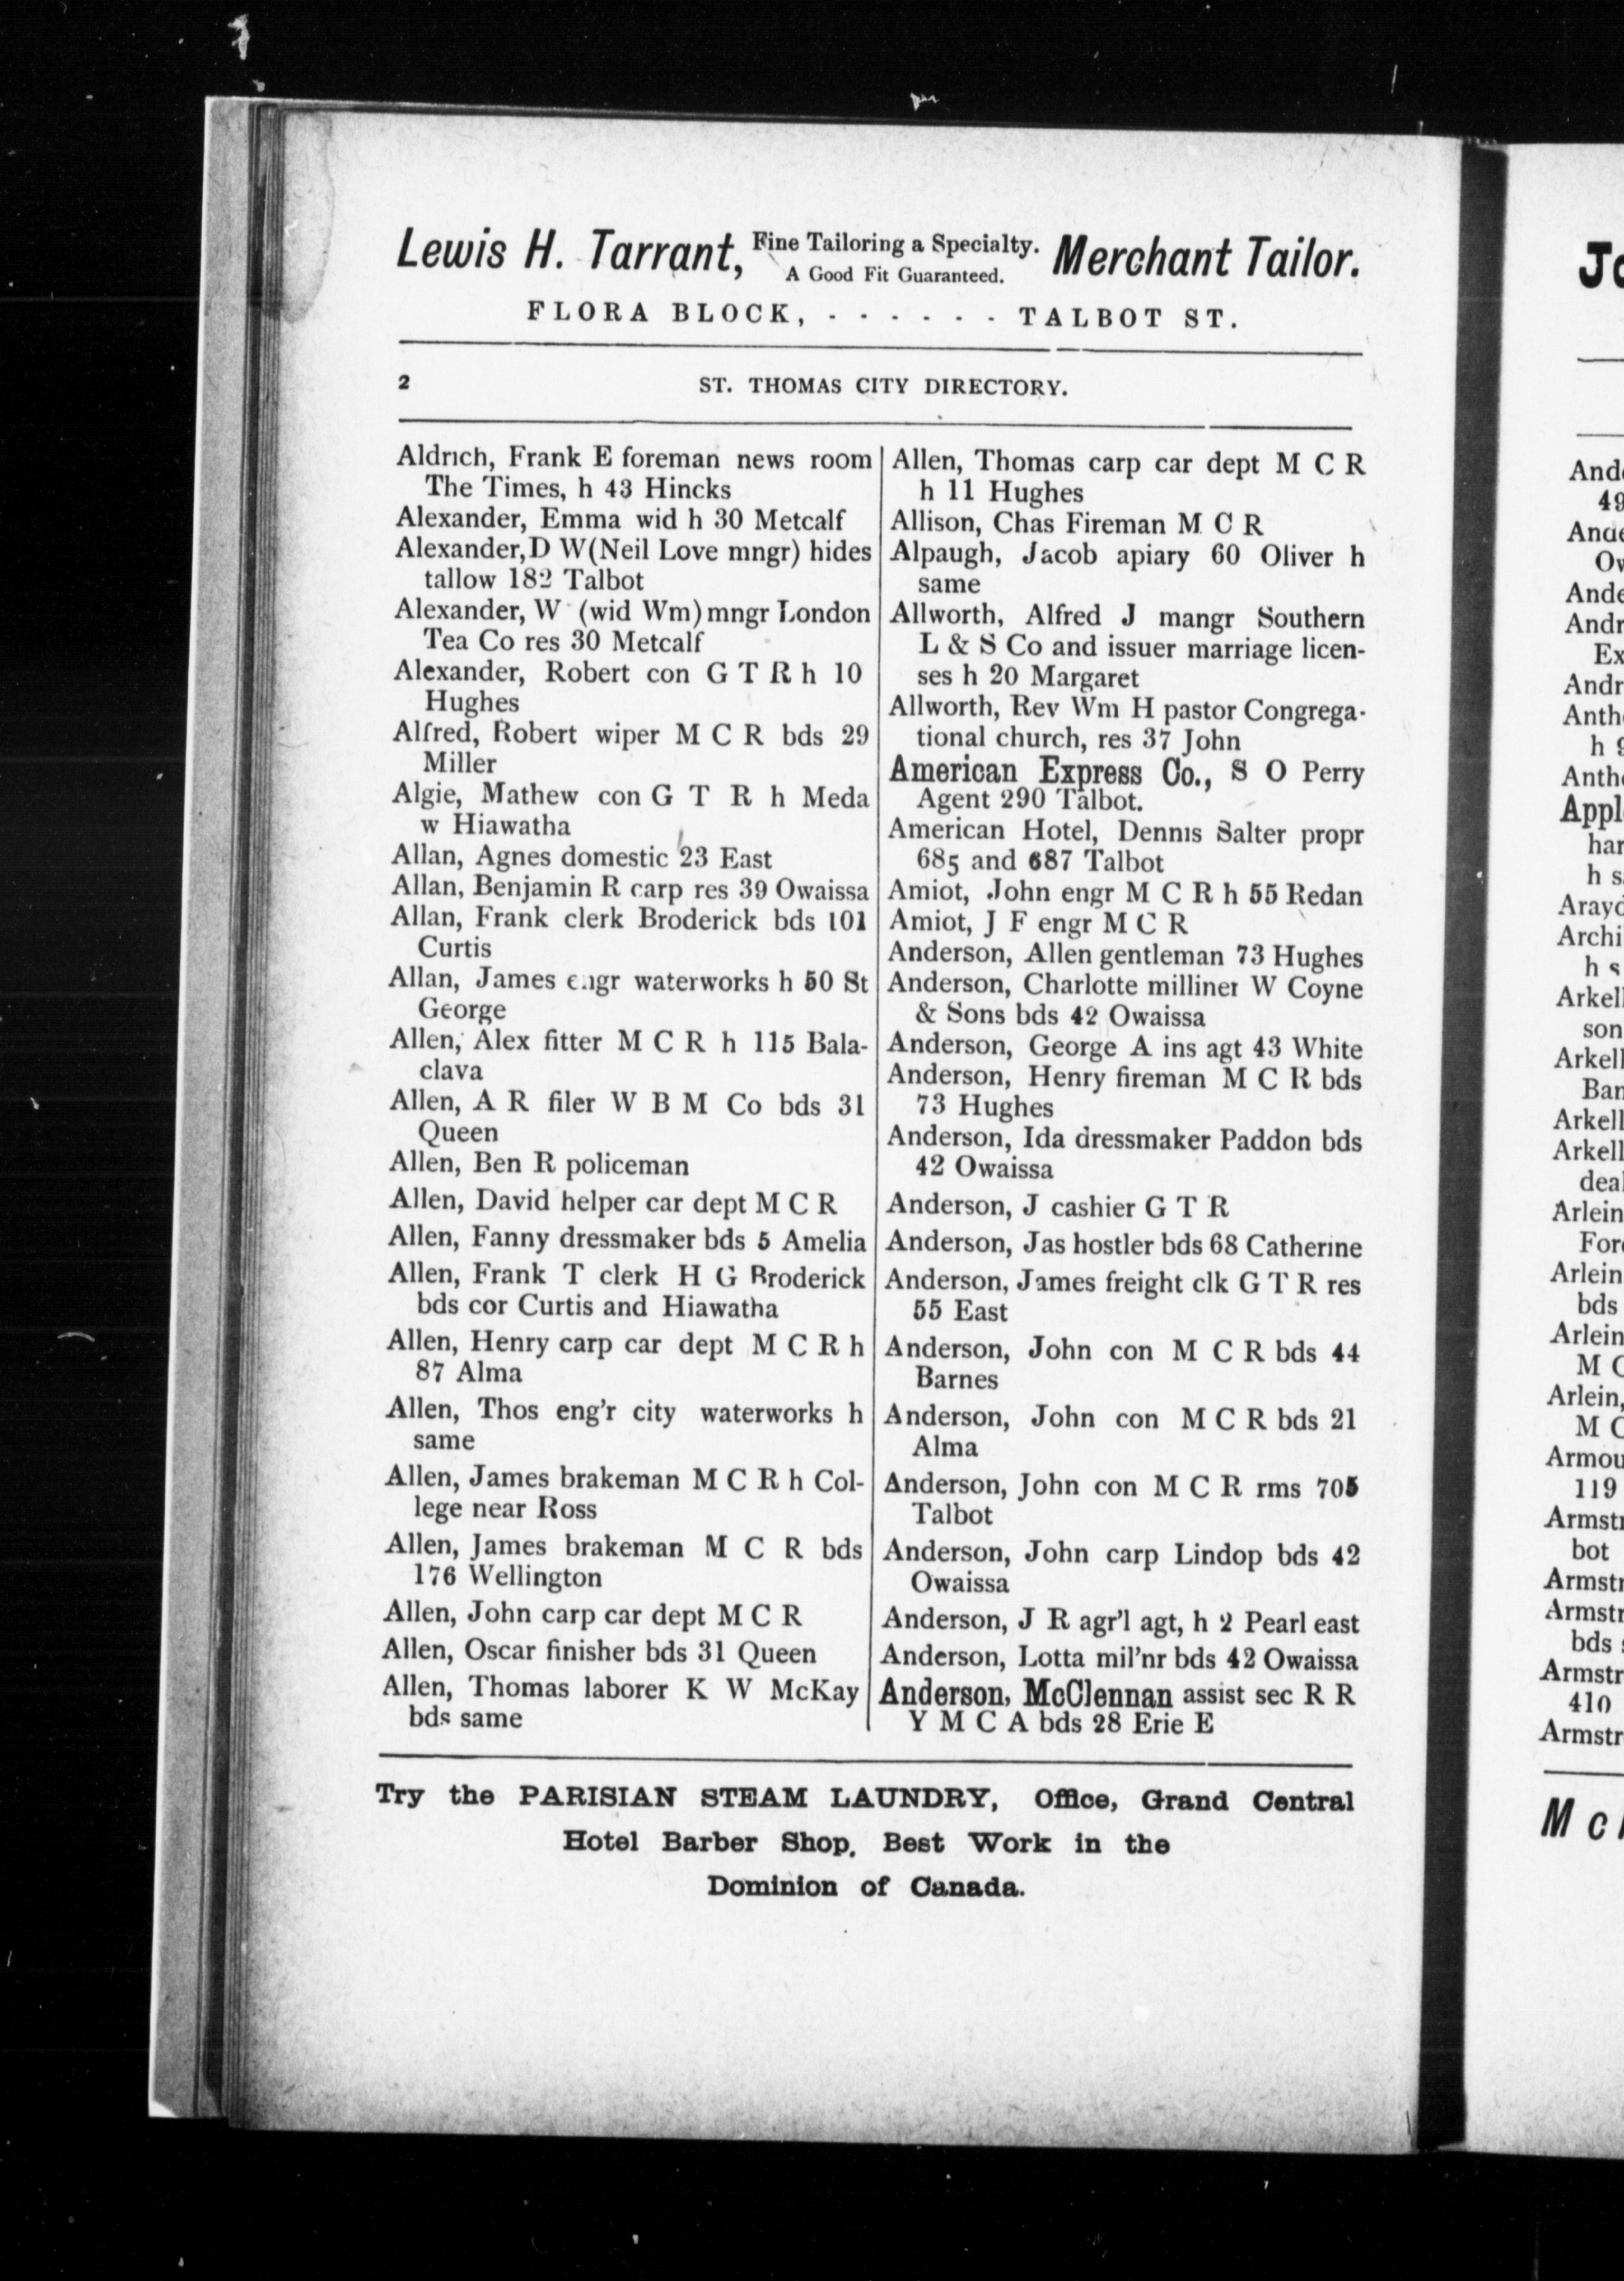 Lewis H. Tarrant, Fine Tailoring a Specialty. Merchant Tailor.
A Good Fit Guaranteed.
FLORA BLOCK, - - - - - - TALBOT ST.
2 ST. THOMAS CITY DIRECTORY.
Aldrich, Frank E foreman news room
The Times, h 43 Hincks
Alexander, Emma wid h 30 Metcalf
Alexander, D W (Neil Love mngr) hides
tallow 182 Talbot
Alexander, W (wid Wm) mngr London
Tea Co res 30 Metcalf
Alexander, Robert con G T R h 10
Hughes
Alfred, Robert wiper M C R bds 29
Miller
Algie, Mathew con G T R h Meda
w Hiawatha
Allan, Agnes domestic 23 East
Allan, Benjamin R carp res 39 Owaissa
Allan, Frank clerk Broderick bds 101
Curtis
Allan, James engr waterworks h 50 St
George
Allen, Alex fitter M C R h 115 Bala-
clava
Allen, A R filer W B M Co bds 31
Queen
Allen, Ben R policeman
Allen, David helper car dept M C R
Allen, Fanny dressmaker bds 5 Amelia
Allen, Frank T clerk H G Broderick
bds cor Curtis and Hiawatha
Allen, Henry carp car dept M C R h
87 Alma
Allen, Thos eng'r city waterworks h
same
Allen, James brakeman M C R h Col-
lege near Ross
Allen, James brakeman M C R bds
176 Wellington
Allen, John carp car dept M C R
Allen, Oscar finisher bds 31 Queen
Allen, Thomas laborer K W McKay
bds same
Allen, Thomas carp car dept M C R
h 11 Hughes
Allison, Chas Fireman M C R
Alpaugh, Jacob apiary 60 Oliver h
same
Allworth, Alfred J mangr Southern
L & S Co and issuer marriage licen-
ses h 20 Margaret
Allworth, Rev Wm H pastor Congrega-
tional church, res 37 John
American Express Co., S O Perry
Agent 290 Talbot.
American Hotel, Dennis Salter propr
685 and 687 Talbot
Amiot, John engr M C R h 55 Redan
Amiot, J F engr M C R
Anderson, Allen gentleman 73 Hughes
Anderson, Charlotte milliner W Coyne
& Sons bds 42 Owaissa
Anderson, George A ins agt 43 White
Anderson, Henry fireman M C R bds
73 Hughes
Anderson, Ida dressmaker Paddon bds
42 Owaissa
Anderson, J cashier G T R
Anderson, Jas hostler bds 68 Catherine
Anderson, James freight clk G T R res
55 East
Anderson, John con M C R bds 44
Barnes
Anderson, John con M C R bds 21
Alma
Anderson, John con M C R rms 705
Talbot
Anderson, John carp Lindop bds 42
Owaissa
Anderson, J R agr'l agt, h 2 Pearl east
Anderson, Lotta mil'nr bds 42 Owaissa
Anderson, McClennan assist sec R R
Y M C A bds 28 Erie E
Try the PARISIAN STEAM LAUNDRY, Office, Grand Central
Hotel Barber Shop. Best Work in the
Dominion of Canada.